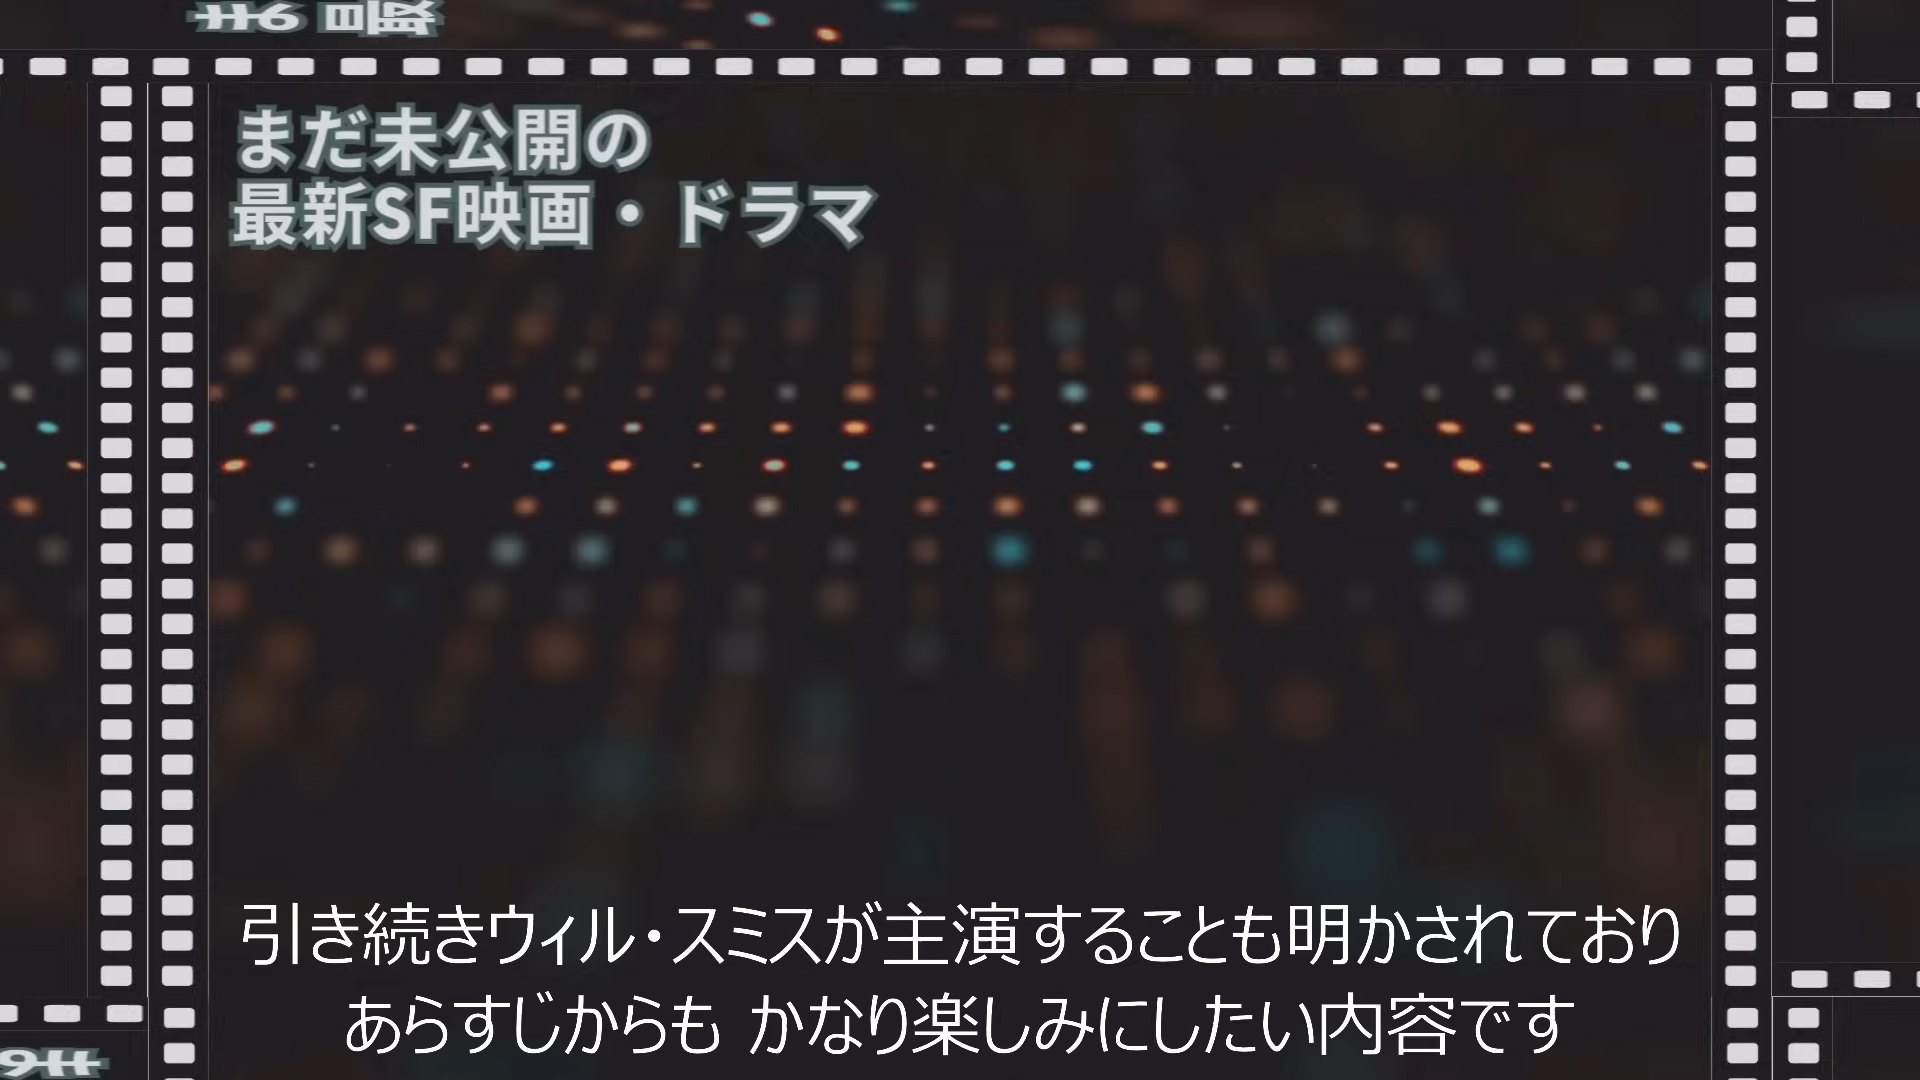 まだ未公開の
最新SF映画・ドラマ
引き続きウィル・スミスが主演することも明かされており
あらすじからも かなり楽しみにしたい内容です